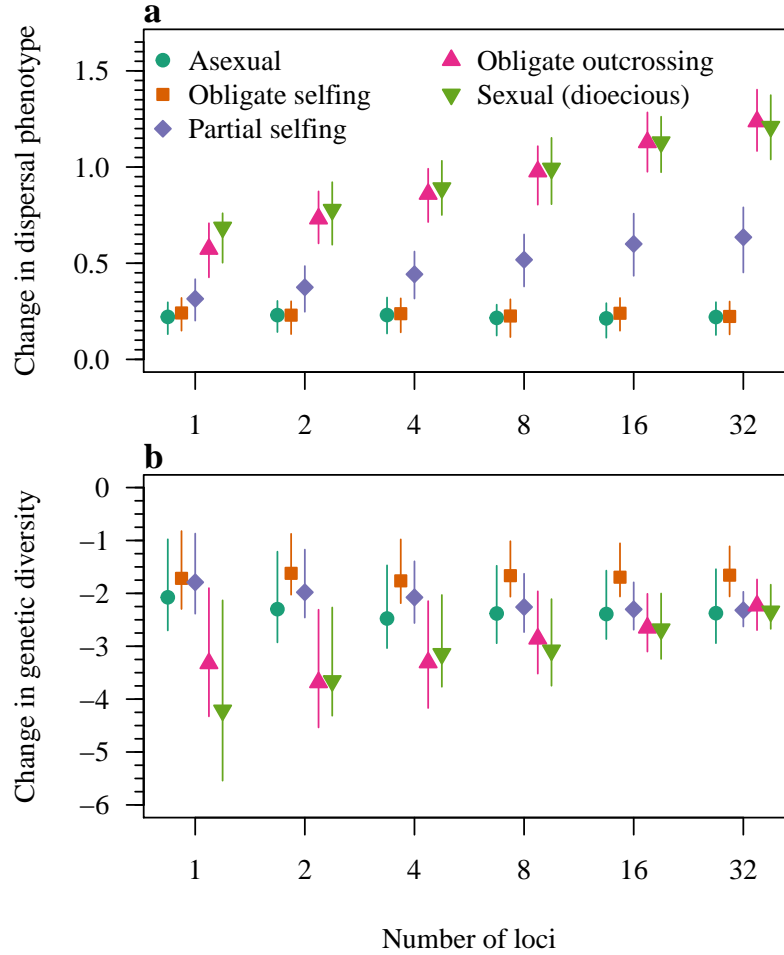 a
Change in dispersal phenotype
1.5
1.0
0.5
0.0
Asexual
Obligate selfing
Partial selfing
Obligate outcrossing
Sexual (dioecious)
1 2 4 8 16 32
b
Change in genetic diversity
0
−1
−2
−3
−4
−5
−6
1 2 4 8 16 32
Number of loci